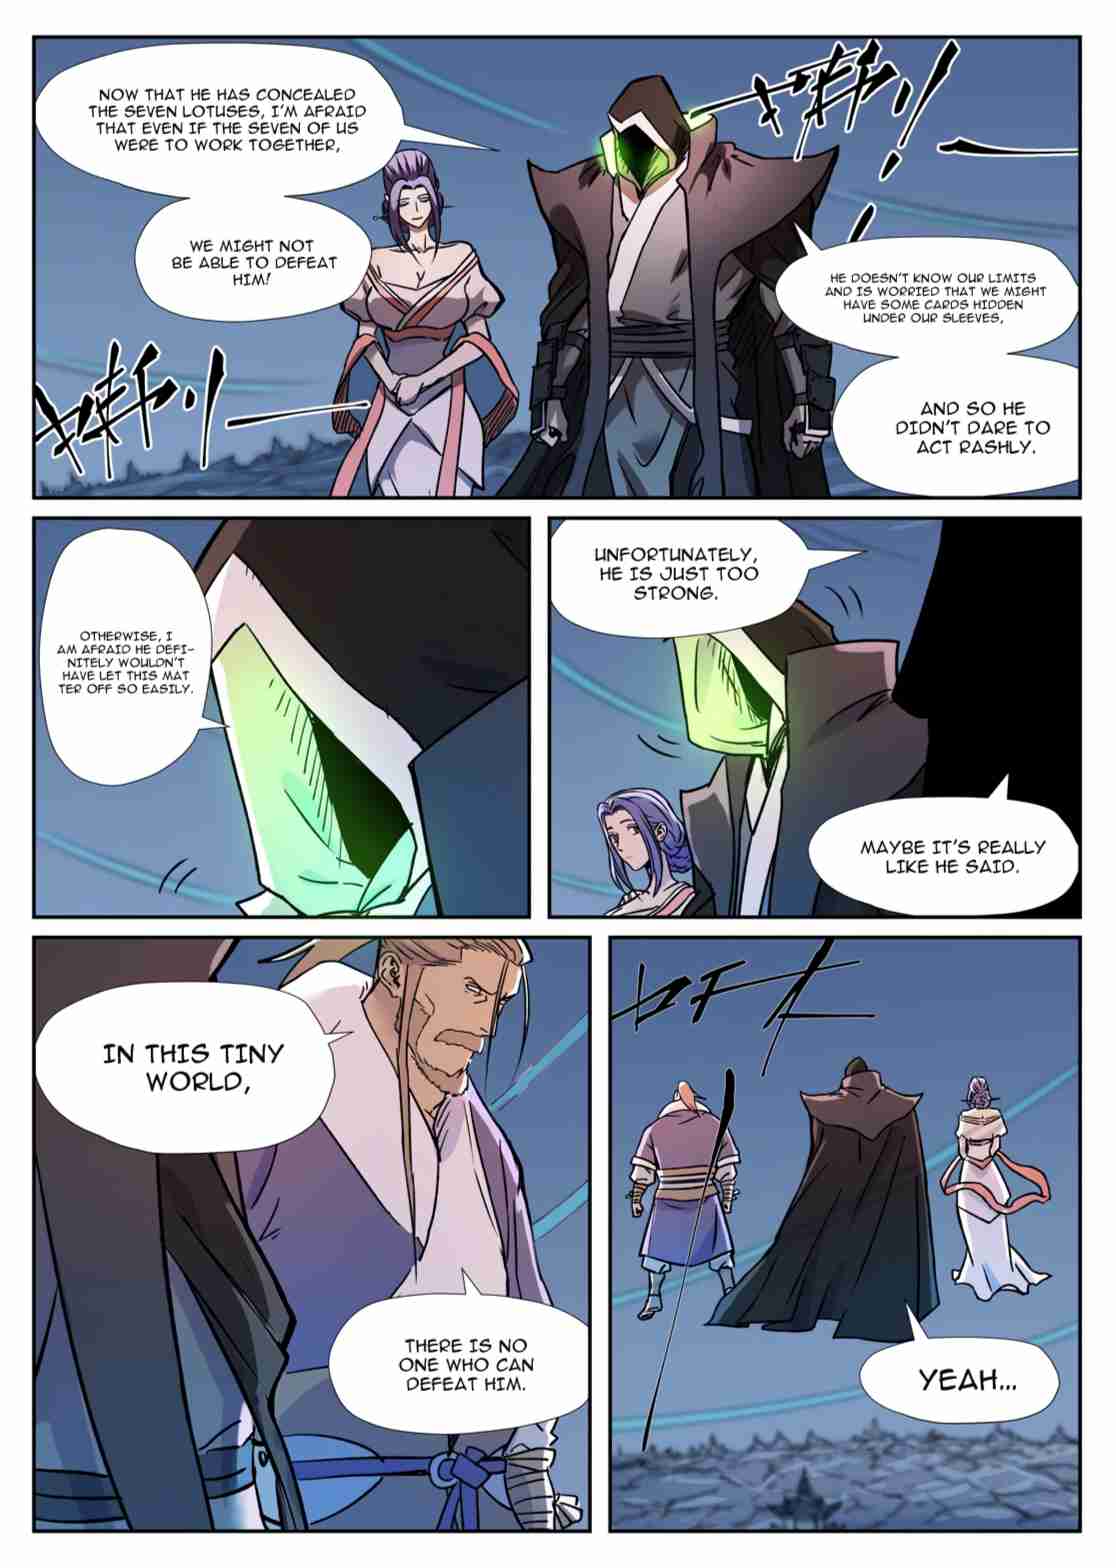 NOW THAT HE HAS CONCEALED
THE SEVEN LOTUSES, I'M AFRAID
THAT EVEN IF THE SEVEN OF US
WERE TO WORK TOGETHER,
WE MIGHT NOT
BE ABLE TO DEFEAT
HIM!
HE DOESN'T KNOW OUR LIMITS
AND IS WORRIED THAT WE MIGHT
HAVE SOME CARDS HIDDEN
UNDER OUR SLEEVES,
AND SO HE
DIDN'T DARE TO
ACT RASHLY.
OTHERWISE, I
AM AFRAID HE DEFI-
NITELY WOULDN'T
HAVE LET THIS MAT
TER OFF SO EASILY.
UNFORTUNATELY,
HE IS JUST TOO
STRONG.
MAYBE IT'S REALLY
LIKE HE SAID.
IN THIS TINY
WORLD,
THERE IS NO
ONE WHO CAN
DEFEAT HIM.
YEAH...